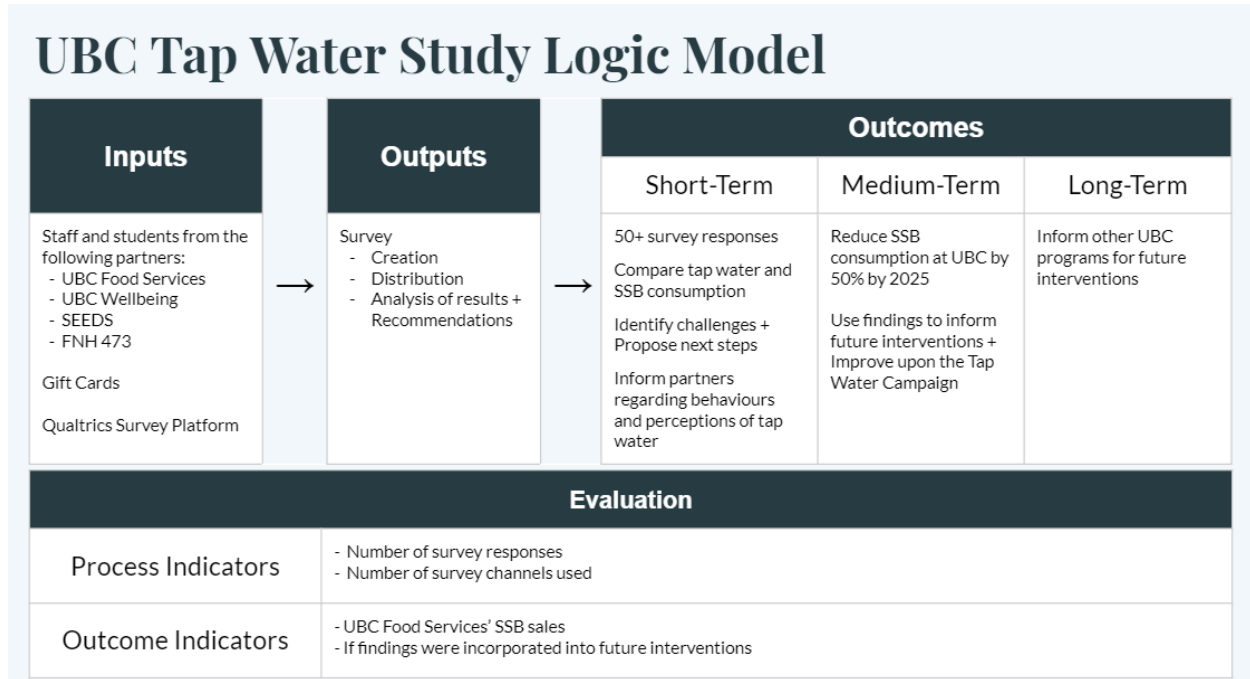 UBC Tap Water Study Logic Model
Inputs
Staff and students from the
following partners:
- UBC Food Services
- UBC Wellbeing
- SEEDS
- FNH 473
Gift Cards
Qualtrics Survey Platform
→
Outputs
Survey
- Creation
- Distribution
- Analysis of results +
Recommendations
→
Outcomes
Short-Term
50+ survey responses
Compare tap water and
SSB consumption
Identify challenges +
Propose next steps
Inform partners
regarding behaviours
and perceptions of tap
water
Medium-Term
Reduce SSB
consumption at UBC by
50% by 2025
Use findings to inform
future interventions +
Improve upon the Tap
Water Campaign
Long-Term
Inform other UBC
programs for future
interventions
Evaluation
Process Indicators
- Number of survey responses
- Number of survey channels used
Outcome Indicators
- UBC Food Services’ SSB sales
- If findings were incorporated into future interventions